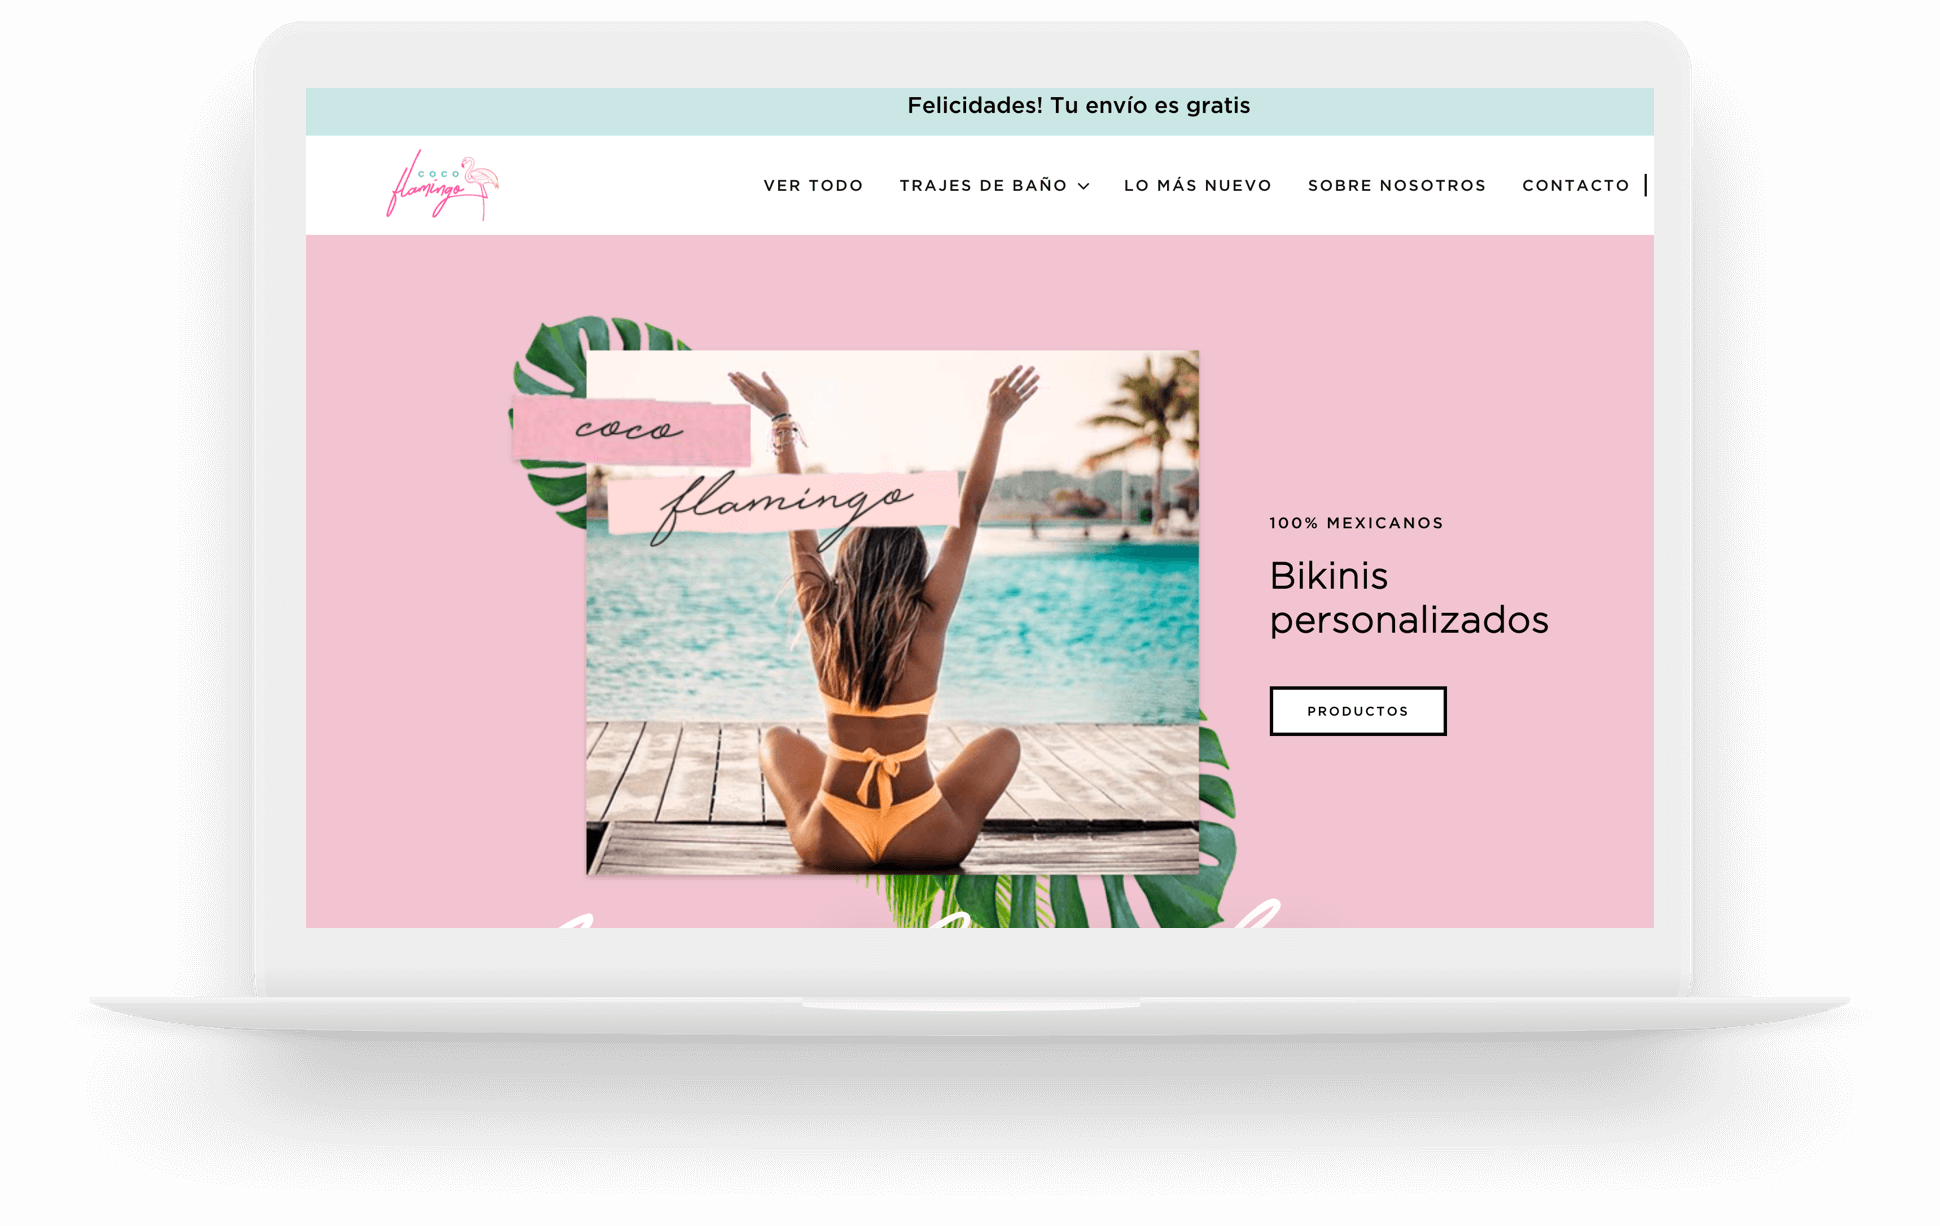 Felicidades! Tu envío es gratis
COCO
flamingo
VER TODO TRAJES DE BAÑO LO MÁS NUEVO SOBRE NOSOTROS CONTACTO
coco
flamingo
100% MEXICANOS
Bikinis
personalizados
PRODUCTOS